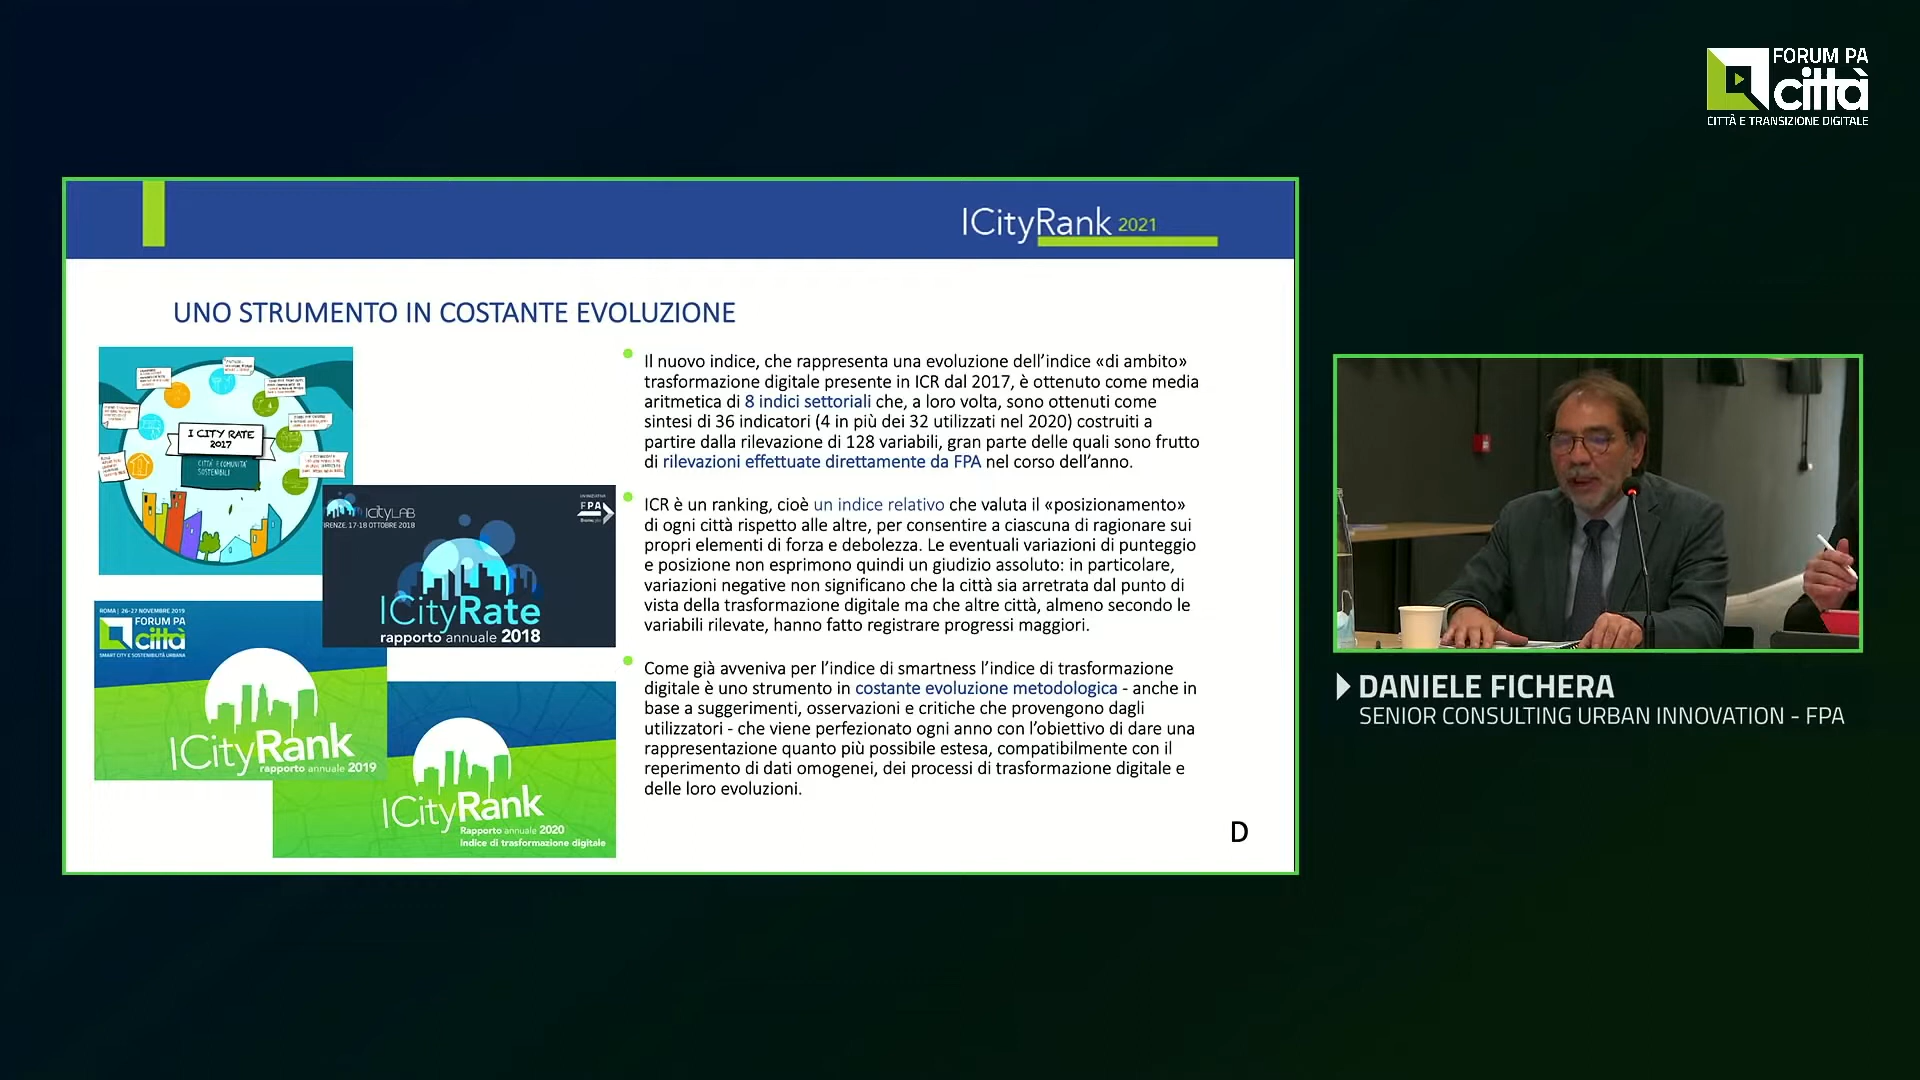 FORUM PA
città
CITTÀ E TRANSIZIONE DIGITALE
ICityRank 2021
UNO STRUMENTO IN COSTANTE EVOLUZIONE
I CITY RATE
2017
CITTÀ E COMUNITÀ
SOSTENIBILI
icityLAB
FIRENZE, 17-18 OTTOBRE 2018
FPA
ICityRate
rapporto annuale 2018
ROMA | 26-27 NOVEMBRE 2019
FORUM PA
città
SMART CITY E SOSTENIBILITÀ URBANA
ICityRank
rapporto annuale 2019
ICityRank
Rapporto annuale 2020
Indice di trasformazione digitale
Il nuovo indice, che rappresenta una evoluzione dell’indice «di ambito»
trasformazione digitale presente in ICR dal 2017, è ottenuto come media
aritmetica di 8 indici settoriali che, a loro volta, sono ottenuti come
sintesi di 36 indicatori (4 in più dei 32 utilizzati nel 2020) costruiti a
partire dalla rilevazione di 128 variabili, gran parte delle quali sono frutto
di rilevazioni effettuate direttamente da FPA nel corso dell’anno.
ICR è un ranking, cioè un indice relativo che valuta il «posizionamento»
di ogni città rispetto alle altre, per consentire a ciascuna di ragionare sui
propri elementi di forza e debolezza. Le eventuali variazioni di punteggio
e posizione non esprimono quindi un giudizio assoluto: in particolare,
variazioni negative non significano che la città sia arretrata dal punto di
vista della trasformazione digitale ma che altre città, almeno secondo le
variabili rilevate, hanno fatto registrare progressi maggiori.
Come già avveniva per l’indice di smartness l’indice di trasformazione
digitale è uno strumento in costante evoluzione metodologica - anche in
base a suggerimenti, osservazioni e critiche che provengono dagli
utilizzatori - che viene perfezionato ogni anno con l’obiettivo di dare una
rappresentazione quanto più possibile estesa, compatibilmente con il
reperimento di dati omogenei, dei processi di trasformazione digitale e
delle loro evoluzioni.
D
DANIELE FICHERA
SENIOR CONSULTING URBAN INNOVATION - FPA